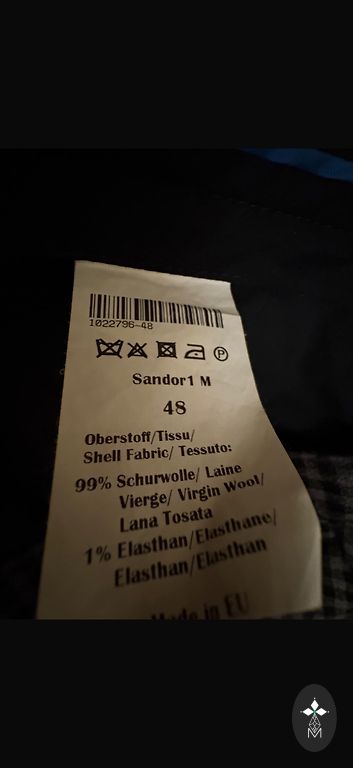 1022796-48
P
Sandor1 M
48
Oberstoff/Tissu/
Shell Fabric/ Tessuto:
99% Schurwolle/ Laine
Vierge/ Virgin Wool/
Lana Tosata
1% Elasthan/Elasthane/
Elasthan/Elasthan
Made in EU
M